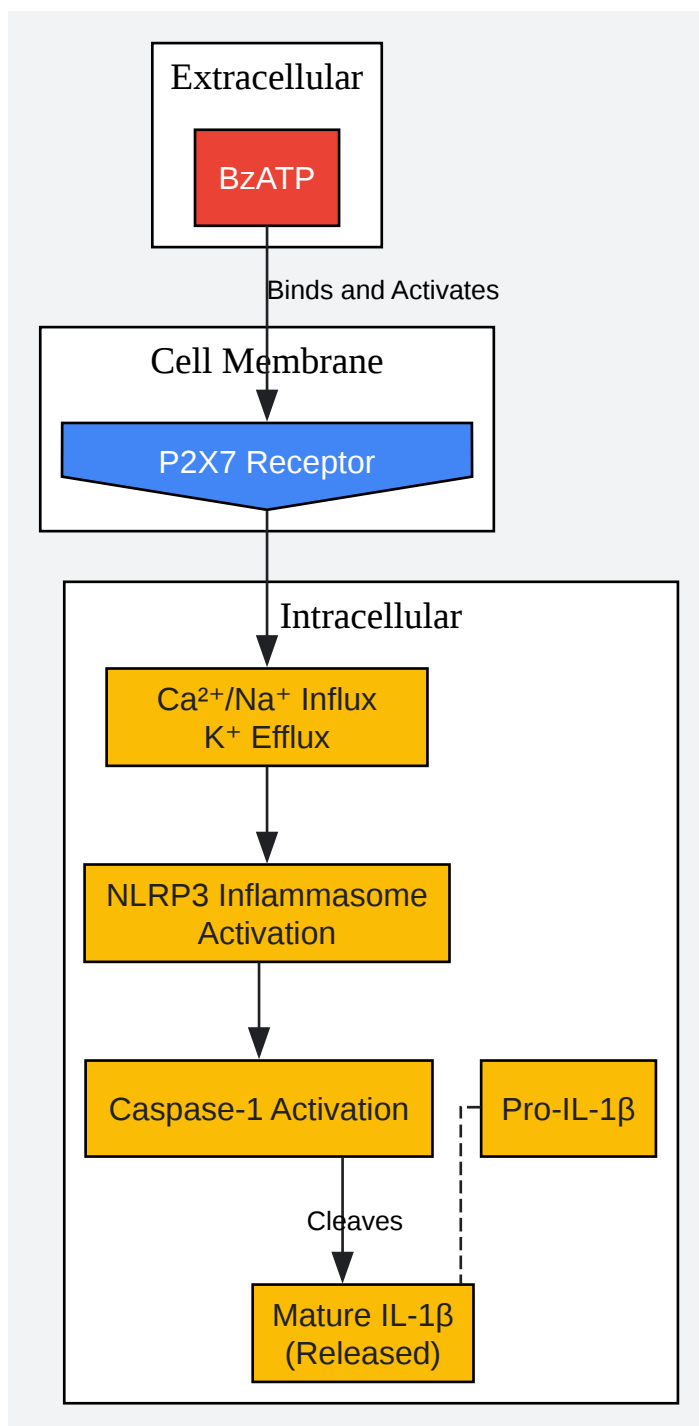 Extracellular
BzATP
Binds and Activates
Cell Membrane
P2X7 Receptor
Intracellular
Ca²⁺/Na⁺ Influx
K⁺ Efflux
NLRP3 Inflammasome
Activation
Caspase-1 Activation
Pro-IL-1β
Cleaves
Mature IL-1β
(Released)